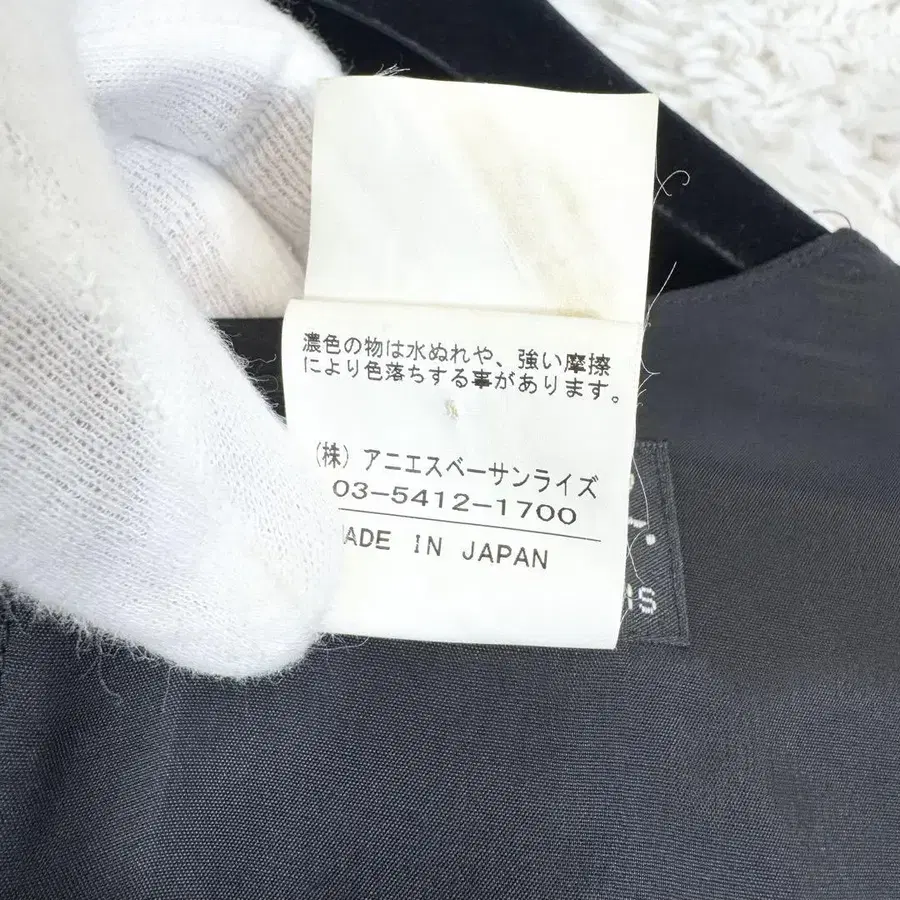 濃色の物は水ぬれや、強い摩擦
により色落ちする事があります。
(株) アニエスベーサンライズ
03-5412-1700
MADE IN JAPAN